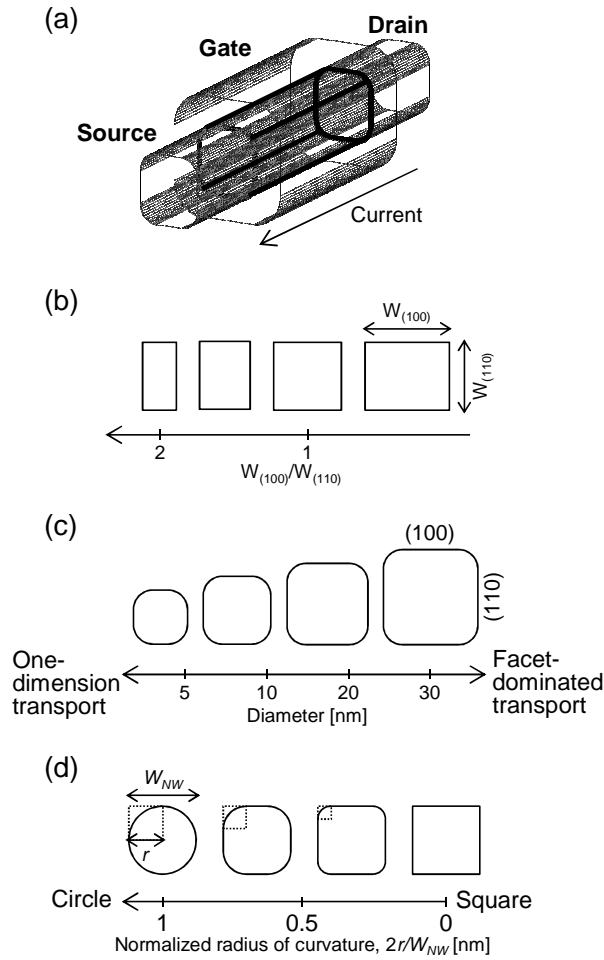 (a)
Drain
Gate
Source
Current
(b)
W(100)
W(110)
2 1
W(100)/W(110)
(c)
(100)
(110)
One-
dimension
transport
5 10 20 30
Diameter [nm]
Facet-
dominated
transport
(d)
WNW
r
Circle Square
1 0.5 0
Normalized radius of curvature, 2r/WNW [nm]